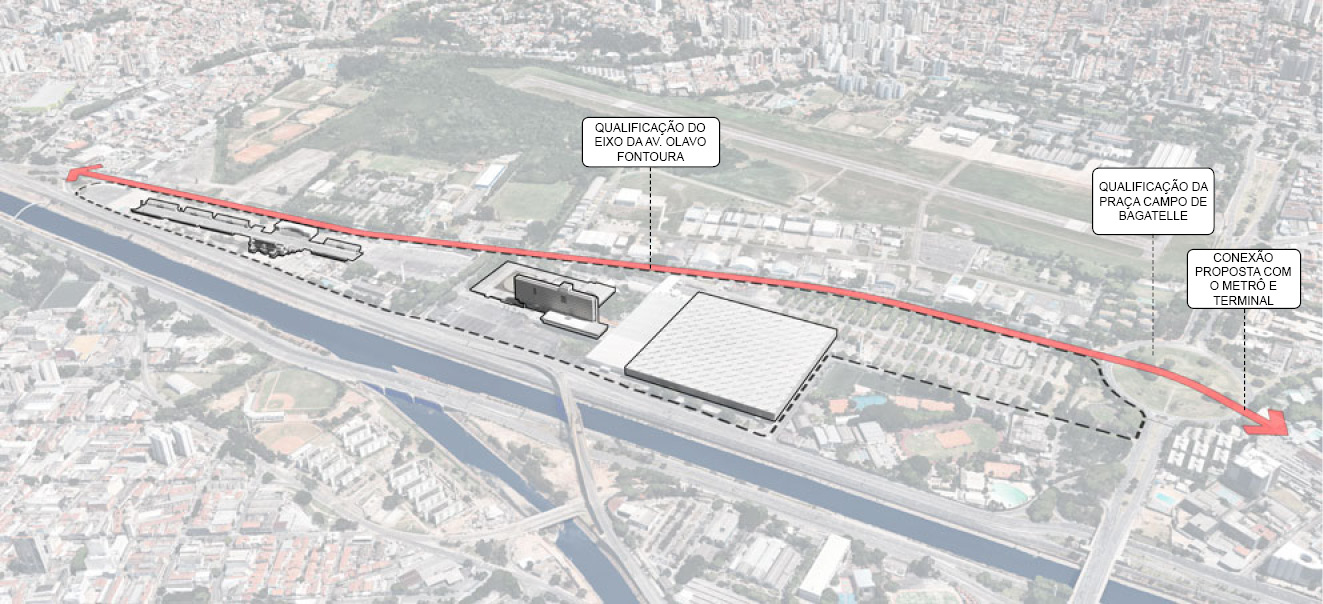 QUALIFICAÇÃO DO
EIXO DA AV. OLAVO
FONTOURA
QUALIFICAÇÃO DA
PRAÇA CAMPO DE
BAGATELLE
CONEXÃO
PROPOSTA COM
O METRÔ E
TERMINAL